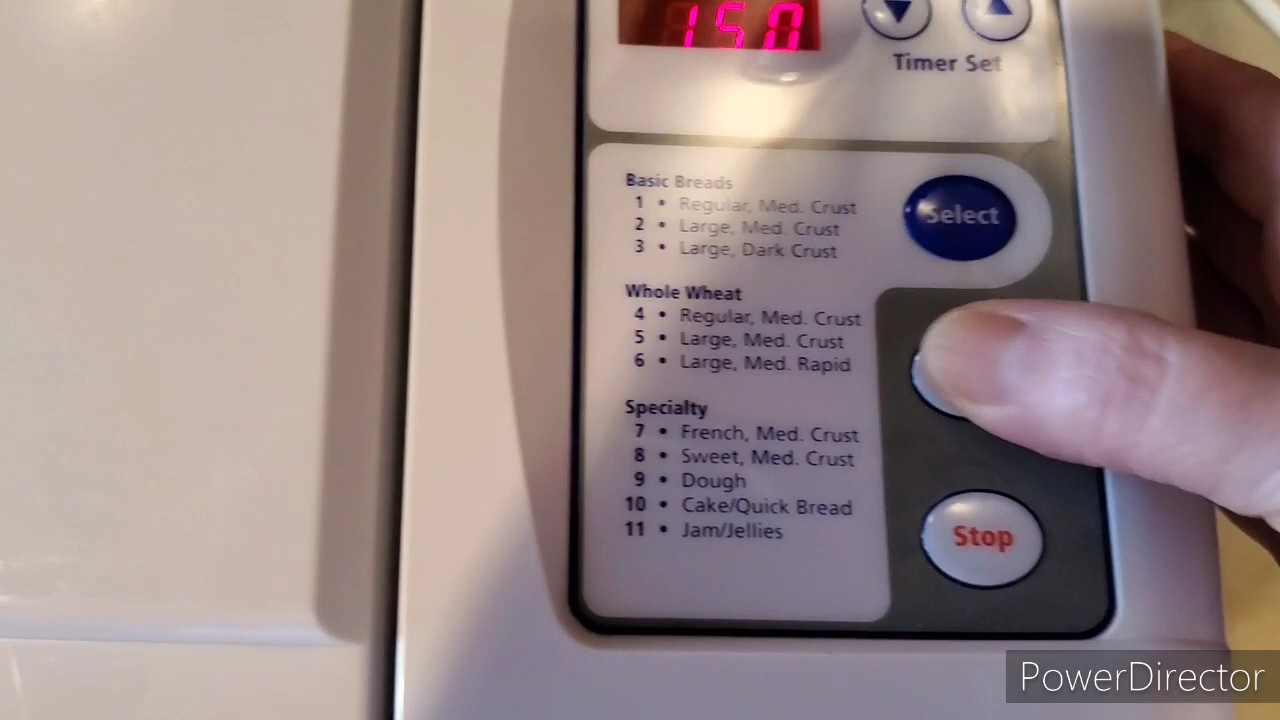 150
Timer Set
Basic Breads
1 • Regular, Med. Crust
2 • Large, Med. Crust
3 • Large, Dark Crust
Select
Whole Wheat
4 • Regular, Med. Crust
5 • Large, Med. Crust
6 • Large, Med. Rapid
Specialty
7 • French, Med. Crust
8 • Sweet, Med. Crust
9 • Dough
10 • Cake/Quick Bread
11 • Jam/Jellies
Stop
PowerDirector